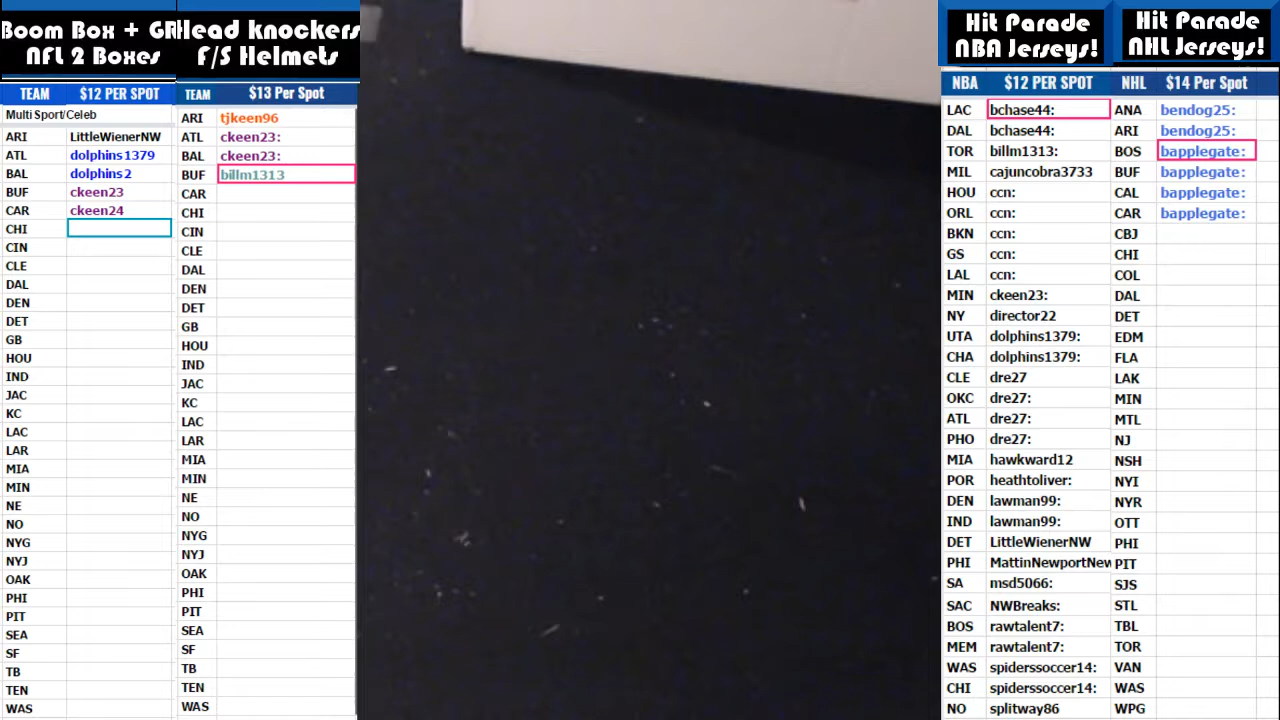 Boom Box + GR
NFL 2 Boxes
TEAM $12 PER SPOT
Multi Sport/Celeb
ARI LittleWienerNW
ATL dolphins1379
BAL dolphins2
BUF ckeen23
CAR ckeen24
CHI
CIN
CLE
DAL
DEN
DET
GB
HOU
IND
JAC
KC
LAC
LAR
MIA
MIN
NE
NO
NYG
NYJ
OAK
PHI
PIT
SEA
SF
TB
TEN
WAS
Head knockers
F/S Helmets
TEAM $13 Per Spot
ARI tjkeen96
ATL ckeen23:
BAL ckeen23:
BUF billm1313
CAR
CHI
CIN
CLE
DAL
DEN
DET
GB
HOU
IND
JAC
KC
LAC
LAR
MIA
MIN
NE
NO
NYG
NYJ
OAK
PHI
PIT
SEA
SF
TB
TEN
WAS
Hit Parade
NBA Jerseys!
NBA $12 PER SPOT
LAC bchase44:
DAL bchase44:
TOR billm1313:
MIL cajuncobra3733
HOU ccn:
ORL ccn:
BKN ccn:
GS ccn:
LAL ccn:
MIN ckeen23:
NY director22
UTA dolphins1379:
CHA dolphins1379:
CLE dre27
OKC dre27:
ATL dre27:
PHO dre27:
MIA hawkward12
POR heathtoliver:
DEN lawman99:
IND lawman99:
DET LittleWienerNW
PHI MattinNewportNew
SA msd5066:
SAC NWBreaks:
BOS rawtalent7:
MEM rawtalent7:
WAS spiderssoccer14:
CHI spiderssoccer14:
NO splitway86
Hit Parade
NHL Jerseys!
NHL $14 Per Spot
ANA bendog25:
ARI bendog25:
BOS bapplegate:
BUF bapplegate:
CAL bapplegate:
CAR bapplegate:
CBJ
CHI
COL
DAL
DET
EDM
FLA
LAK
MIN
MTL
NJ
NSH
NYI
NYR
OTT
PHI
PIT
SJS
STL
TBL
TOR
VAN
WAS
WPG